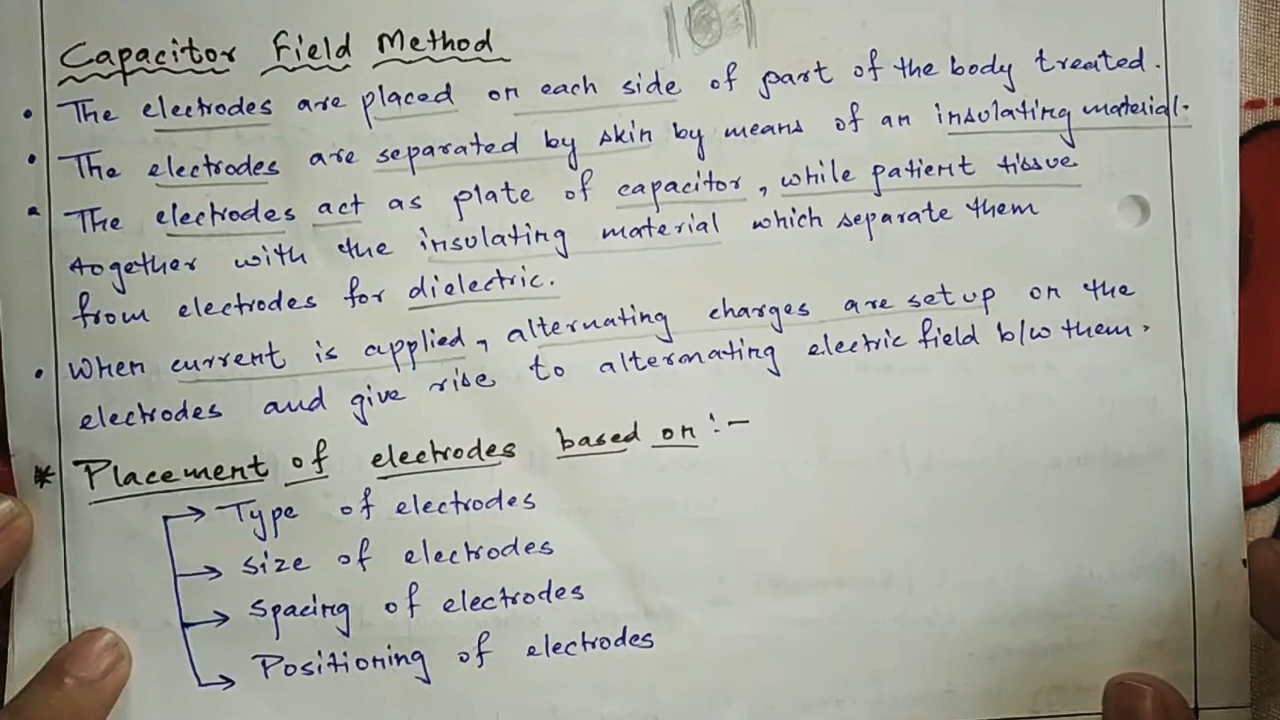 Capacitor Field Method
• The electrodes are placed on each side of part of the body treated.
• The electrodes are separated by skin by means of an insulating material.
• The electrodes act as plate of capacitor, while patient tissue
together with the insulating material which separate them
from electrodes for dielectric.
• When current is applied, alternating charges are set up on the
electrodes and give rise to alternating electric field b/w them.
* Placement of electrodes based on :-
→ Type of electrodes
→ Size of electrodes
→ Spacing of electrodes
→ Positioning of electrodes